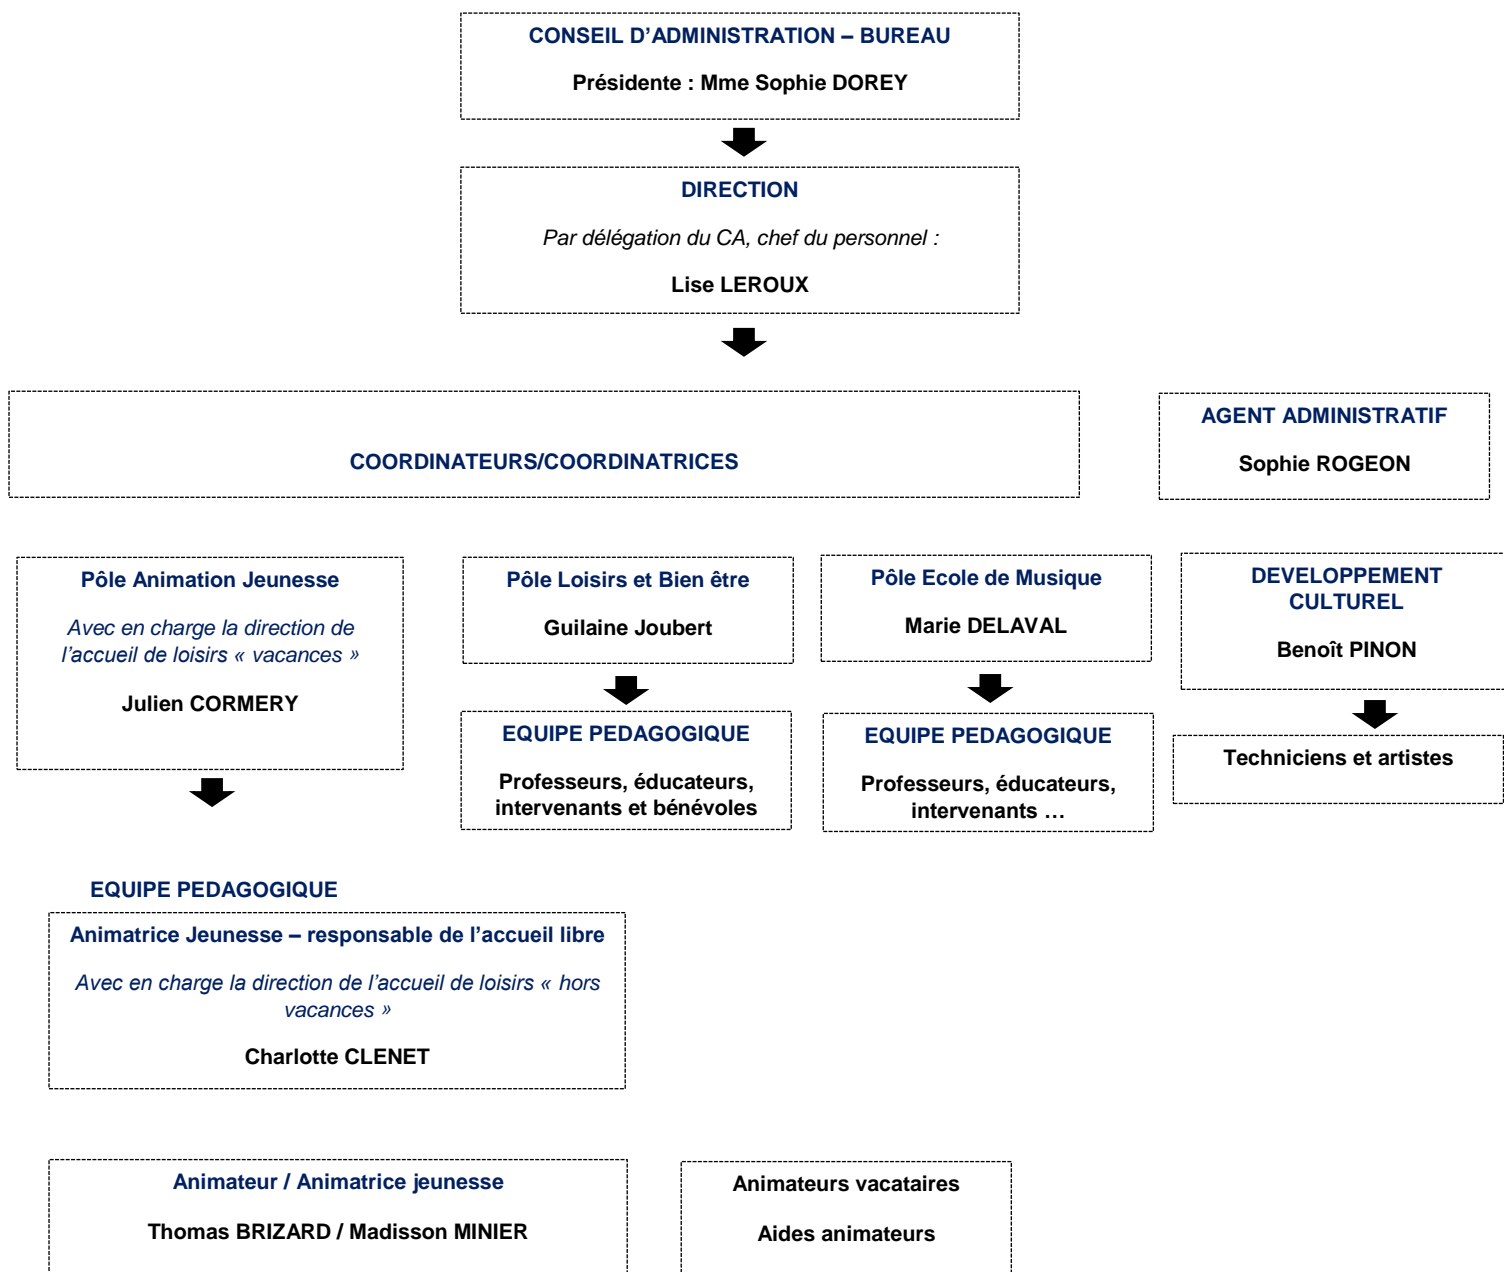 CONSEIL D’ADMINISTRATION – BUREAU
Présidente : Mme Sophie DOREY
DIRECTION
Par délégation du CA, chef du personnel :
Lise LEROUX
COORDINATEURS/COORDINATRICES
AGENT ADMINISTRATIF
Sophie ROGEON
Pôle Animation Jeunesse
Avec en charge la direction de
l’accueil de loisirs « vacances »
Julien CORMERY
Pôle Loisirs et Bien être
Guilaine Joubert
EQUIPE PEDAGOGIQUE
Professeurs, éducateurs,
intervenants et bénévoles
Pôle Ecole de Musique
Marie DELAVAL
EQUIPE PEDAGOGIQUE
Professeurs, éducateurs,
intervenants …
DEVELOPPEMENT
CULTUREL
Benoît PINON
Techniciens et artistes
EQUIPE PEDAGOGIQUE
Animatrice Jeunesse – responsable de l’accueil libre
Avec en charge la direction de l’accueil de loisirs « hors
vacances »
Charlotte CLENET
Animateur / Animatrice jeunesse
Thomas BRIZARD / Madisson MINIER
Animateurs vacataires
Aides animateurs